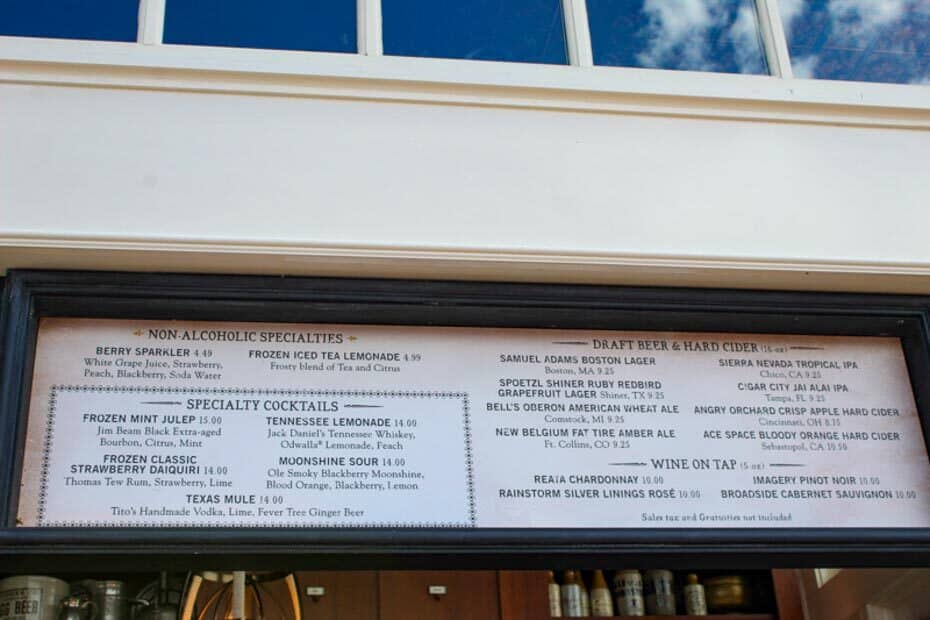 NON-ALCOHOLIC SPECIALTIES
BERRY SPARKLER 4.49
White Grape Juice, Strawberry,
Peach, Blackberry, Soda Water
FROZEN ICED TEA LEMONADE 4.99
Frosty blend of Tea and Citrus
SPECIALTY COCKTAILS
FROZEN MINT JULEP 15.00
Jim Beam Black Extra-aged
Bourbon, Citrus, Mint
TENNESSEE LEMONADE 14.00
Jack Daniel's Tennessee Whiskey,
Odwalla® Lemonade, Peach
FROZEN CLASSIC
STRAWBERRY DAIQUIRI 14.00
Thomas Tew Rum, Strawberry, Lime
MOONSHINE SOUR 14.00
Ole Smoky Blackberry Moonshine,
Blood Orange, Blackberry, Lemon
TEXAS MULE 14.00
Tito's Handmade Vodka, Lime, Fever Tree Ginger Beer
DRAFT BEER & HARD CIDER (16-oz)
SAMUEL ADAMS BOSTON LAGER
Boston, MA 9.25
SPOETZL SHINER RUBY REDBIRD
GRAPEFRUIT LAGER Shiner, TX 9.25
BELL'S OBERON AMERICAN WHEAT ALE
Comstock, MI 9.25
NEW BELGIUM FAT TIRE AMBER ALE
Ft. Collins, CO 9.25
SIERRA NEVADA TROPICAL IPA
Chico, CA 9.25
CIGAR CITY JAI ALAI IPA
Tampa, FL 9.25
ANGRY ORCHARD CRISP APPLE HARD CIDER
Cincinnati, OH 8.75
ACE SPACE BLOODY ORANGE HARD CIDER
Sebastopol, CA 10.50
WINE ON TAP (5 oz)
REATA CHARDONNAY 10.00
RAINSTORM SILVER LININGS ROSÉ 10.00
IMAGERY PINOT NOIR 10.00
BROADSIDE CABERNET SAUVIGNON 10.00
Sales tax and Gratuities not included
BEER